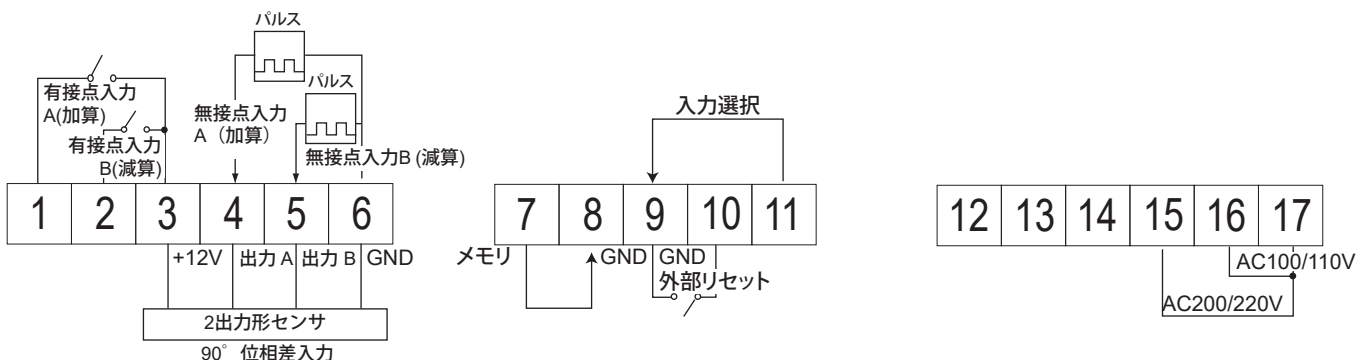 パルス
有接点入力
A(加算)
有接点入力
B(減算)
無接点入力
A（加算）
パルス
無接点入力B (減算)
1 2 3 4 5 6
+12V 出力 A 出力 B GND
2出力形センサ
90° 位相差入力
入力選択
7 8 9 10 11
メモリ GND GND
外部リセット
12 13 14 15 16 17
AC100/110V
AC200/220V